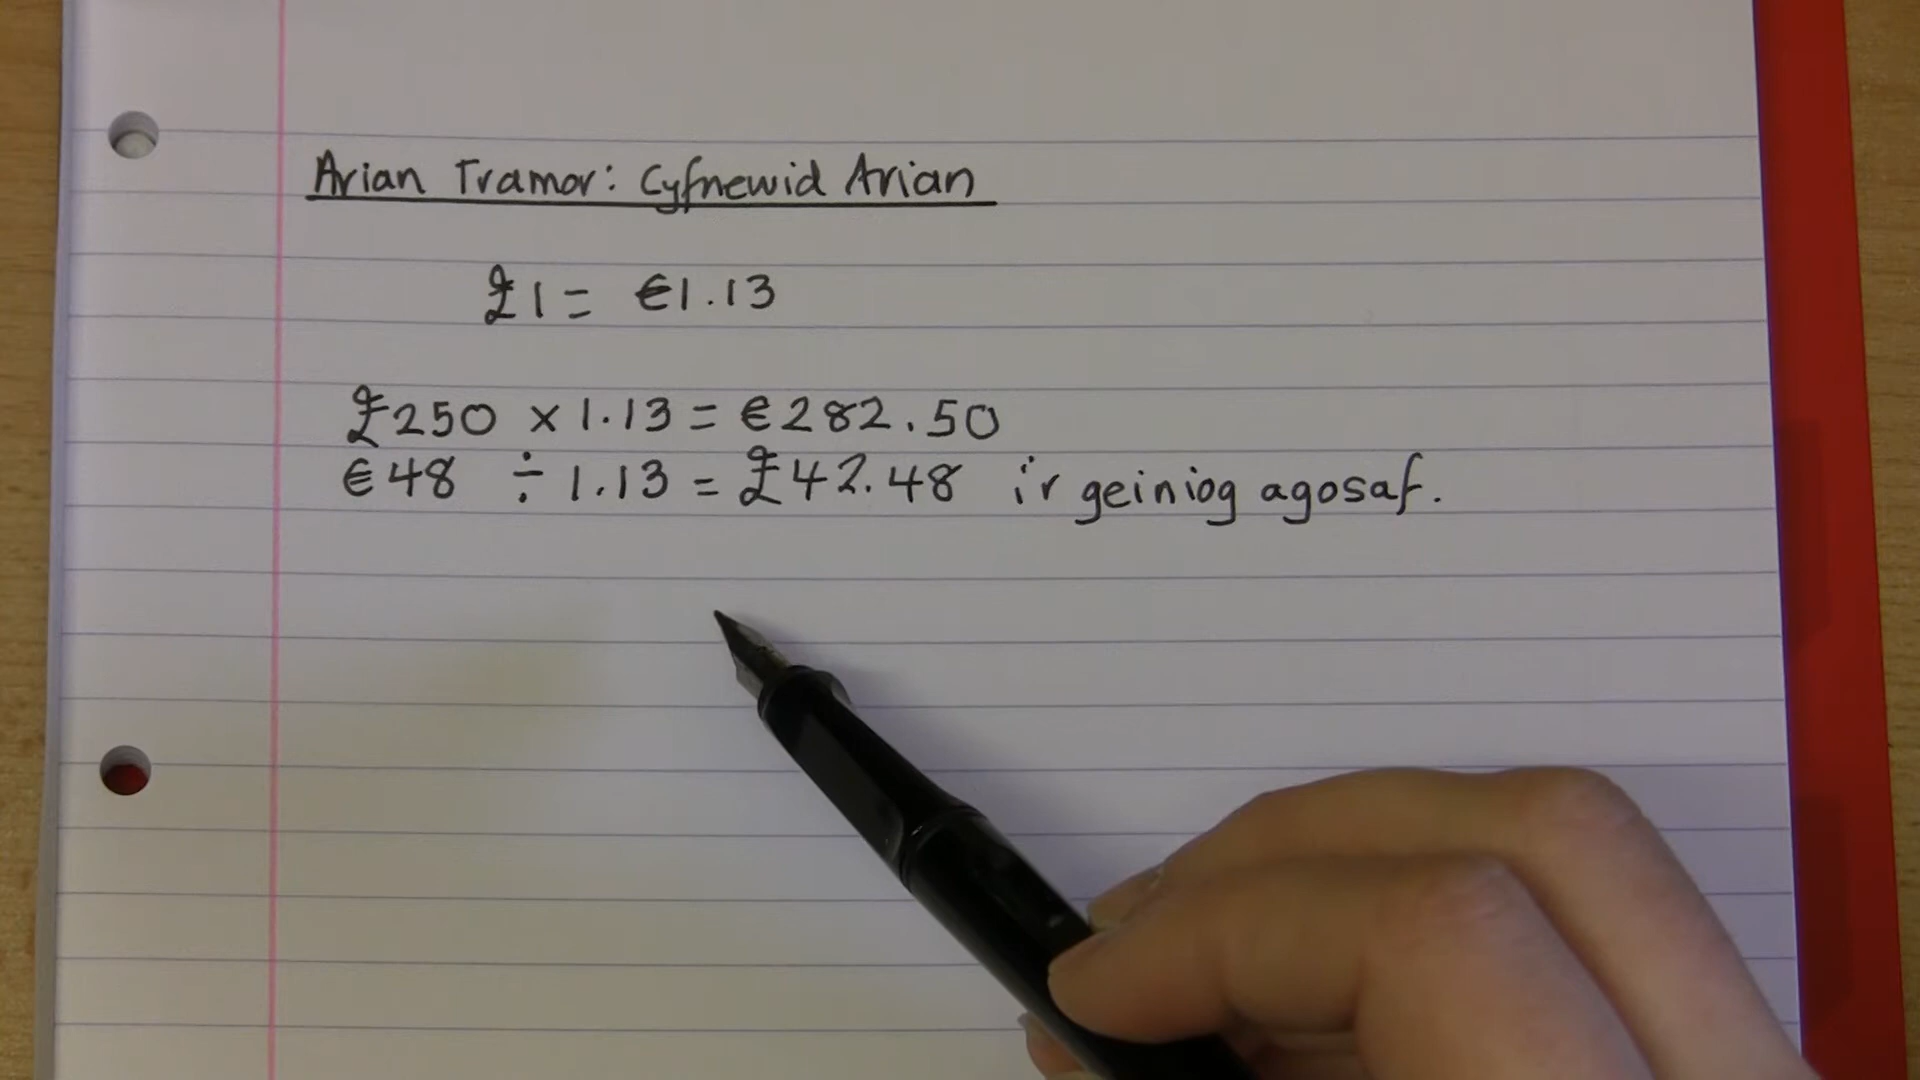 Arian Tramor: Cyfnewid Arian
£1 = €1.13
£250 × 1.13 = €282.50
€48 ÷ 1.13 = £42.48 i'r geiniog agosaf.